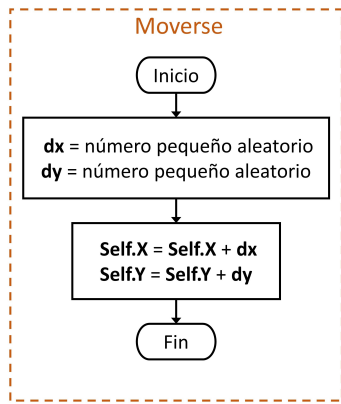 Moverse
Inicio
dx = número pequeño aleatorio
dy = número pequeño aleatorio
Self.X = Self.X + dx
Self.Y = Self.Y + dy
Fin